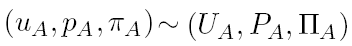 (u_A, p_A, π_A) ~ (U_A, P_A, Π_A)